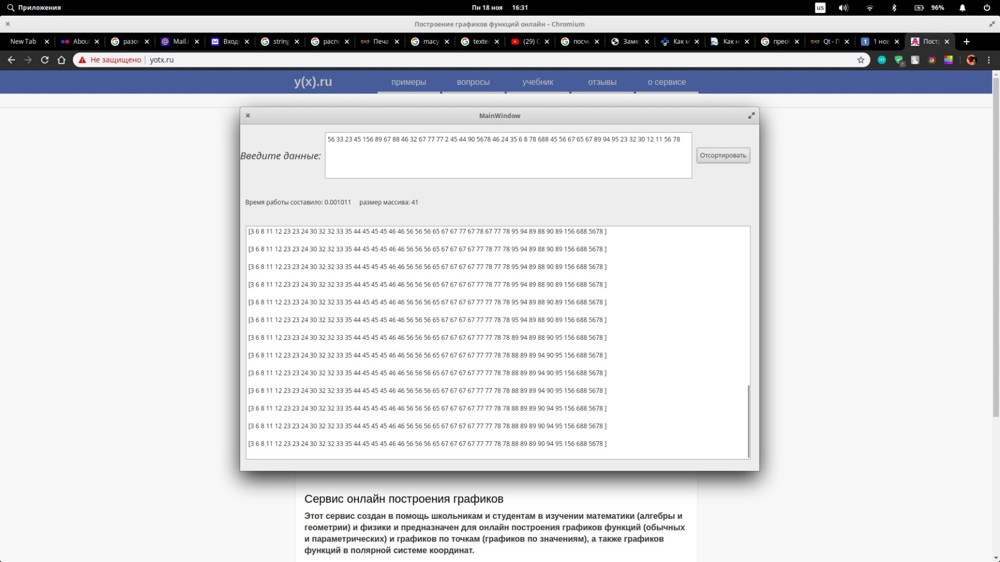 Приложения
Пн 18 ноя 16:31
us
96%
Построение графиков функций онлайн – Chromium
New Tab
About
разоч
Mail.r
Входя
string
распе
Печат
масу
textec
(29) С
посчи
Заме
Как м
Как н
преоб
Qt - П
1 нов
Постр
Не защищено
yotx.ru
y(x).ru
примеры
вопросы
учебник
отзывы
о сервисе
MainWindow
56 33 23 45 156 89 67 88 46 32 67 77 77 2 45 44 90 5678 46 24 35 6 8 78 688 45 56 67 65 67 89 94 95 23 32 30 12 11 56 78
Введите данные:
Отсортировать
Время работы составило: 0.001011 размер массива: 41
[3 6 8 11 12 23 23 24 30 32 32 33 35 44 45 45 45 46 46 56 56 56 65 67 67 77 67 78 67 77 78 95 94 89 88 90 89 156 688 5678 ]
[3 6 8 11 12 23 23 24 30 32 32 33 35 44 45 45 45 46 46 56 56 56 65 67 67 67 67 77 78 77 78 95 94 89 88 90 89 156 688 5678 ]
[3 6 8 11 12 23 23 24 30 32 32 33 35 44 45 45 45 46 46 56 56 56 65 67 67 67 67 77 78 77 78 95 94 89 88 90 89 156 688 5678 ]
[3 6 8 11 12 23 23 24 30 32 32 33 35 44 45 45 45 46 46 56 56 56 65 67 67 67 67 77 78 77 78 95 94 89 88 90 89 156 688 5678 ]
[3 6 8 11 12 23 23 24 30 32 32 33 35 44 45 45 45 46 46 56 56 56 65 67 67 67 67 77 77 78 78 95 94 89 88 90 89 156 688 5678 ]
[3 6 8 11 12 23 23 24 30 32 32 33 35 44 45 45 45 46 46 56 56 56 65 67 67 67 67 77 77 78 78 95 94 89 88 90 89 156 688 5678 ]
[3 6 8 11 12 23 23 24 30 32 32 33 35 44 45 45 45 46 46 56 56 56 65 67 67 67 67 77 77 78 78 89 94 89 88 90 95 156 688 5678 ]
[3 6 8 11 12 23 23 24 30 32 32 33 35 44 45 45 45 46 46 56 56 56 65 67 67 67 67 77 77 78 78 88 89 89 94 90 95 156 688 5678 ]
[3 6 8 11 12 23 23 24 30 32 32 33 35 44 45 45 45 46 46 56 56 56 65 67 67 67 67 77 77 78 78 88 89 89 94 90 95 156 688 5678 ]
[3 6 8 11 12 23 23 24 30 32 32 33 35 44 45 45 45 46 46 56 56 56 65 67 67 67 67 77 77 78 78 88 89 89 94 90 95 156 688 5678 ]
[3 6 8 11 12 23 23 24 30 32 32 33 35 44 45 45 45 46 46 56 56 56 65 67 67 67 67 77 77 78 78 88 89 89 90 94 95 156 688 5678 ]
[3 6 8 11 12 23 23 24 30 32 32 33 35 44 45 45 45 46 46 56 56 56 65 67 67 67 67 77 77 78 78 88 89 89 90 94 95 156 688 5678 ]
[3 6 8 11 12 23 23 24 30 32 32 33 35 44 45 45 45 46 46 56 56 56 65 67 67 67 67 77 77 78 78 88 89 89 90 94 95 156 688 5678 ]
Сервис онлайн построения графиков
Этот сервис создан в помощь школьникам и студентам в изучении математики (алгебры и
геометрии) и физики и предназначен для онлайн построения графиков функций (обычных
и параметрических) и графиков по точкам (графиков по значениям), а также графиков
функций в полярной системе координат.